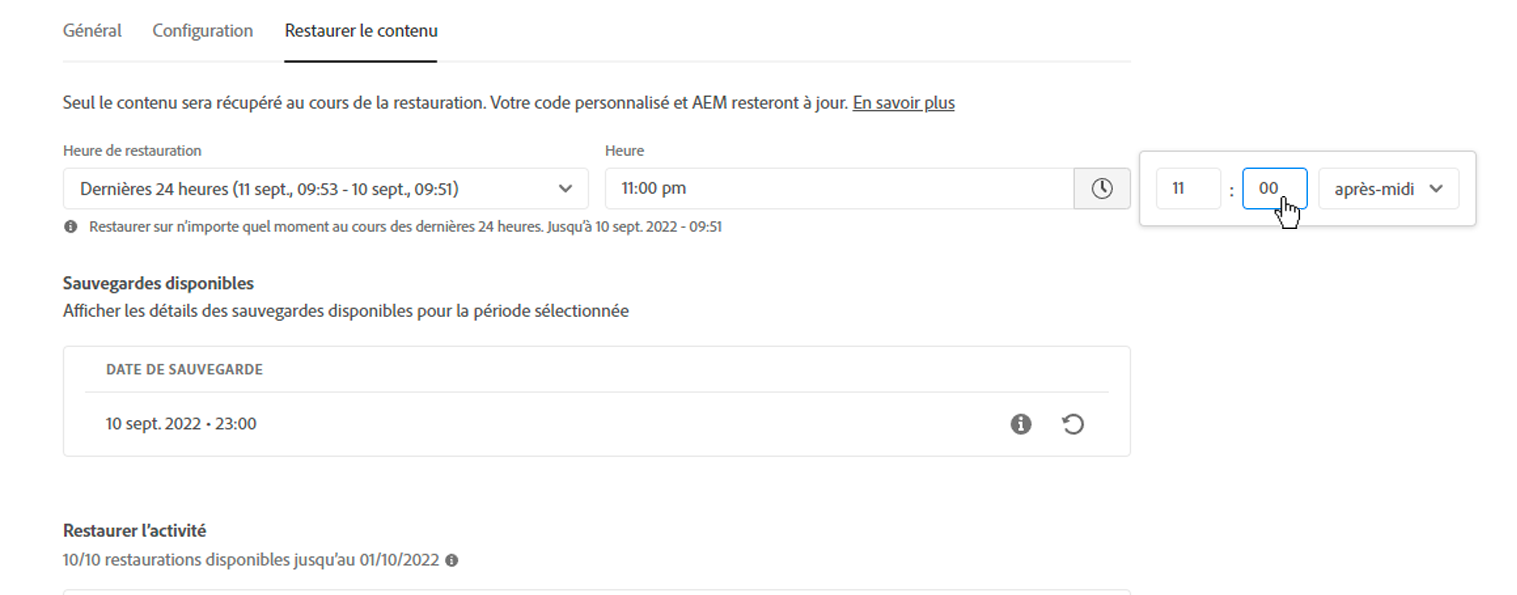 Général Configuration Restaurer le contenu
Seul le contenu sera récupéré au cours de la restauration. Votre code personnalisé et AEM resteront à jour. En savoir plus
Heure de restauration Heure
Dernières 24 heures (11 sept., 09:53 - 10 sept., 09:51) 11:00 pm 11 : 00 après-midi
Restaurer sur n’importe quel moment au cours des dernières 24 heures. Jusqu’à 10 sept. 2022 - 09:51
Sauvegardes disponibles
Afficher les détails des sauvegardes disponibles pour la période sélectionnée
DATE DE SAUVEGARDE
10 sept. 2022 • 23:00
Restaurer l’activité
10/10 restaurations disponibles jusqu’au 01/10/2022